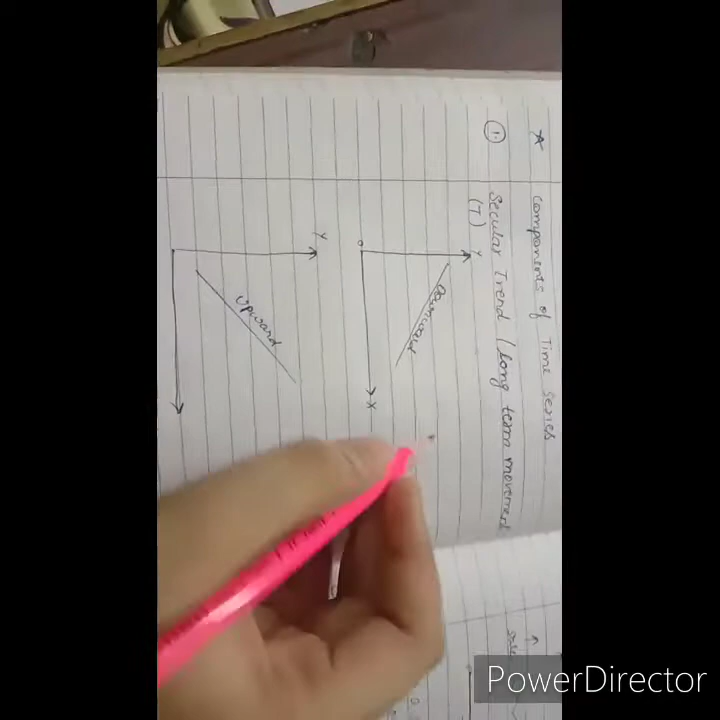 * Components of Time Series
① Secular Trend (long term movement
(T)
Y
Downward
O
X
Y
upward
PowerDirector